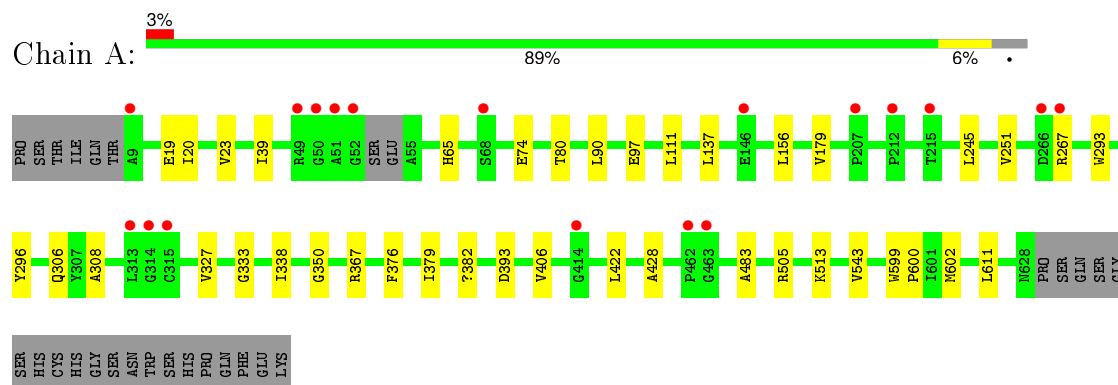 3%
Chain A:
89% 6% •
PRO SER THR ILE GLN THR A9 E19 I20 V23 I39 R49 G50 A51 G52 SER GLU A55 H65 S68 E74 T80 L90 E97 L111 L137 E146 L156 V179 P207 P212 T215 L245 V251 D266 R267 W293
Y296 Q306 Y307 A308 L313 G314 C315 V327 G333 I338 G350 R367 F376 I379 ?382 D393 V406 G414 L422 A428 P462 G463 A483 R505 K513 V543 W599 P600 I601 M602 L611 N628 PRO SER GLN SER GLY
SER HIS CYS HIS GLY SER ASN TRP SER HIS PRO GLN PHE GLU LYS